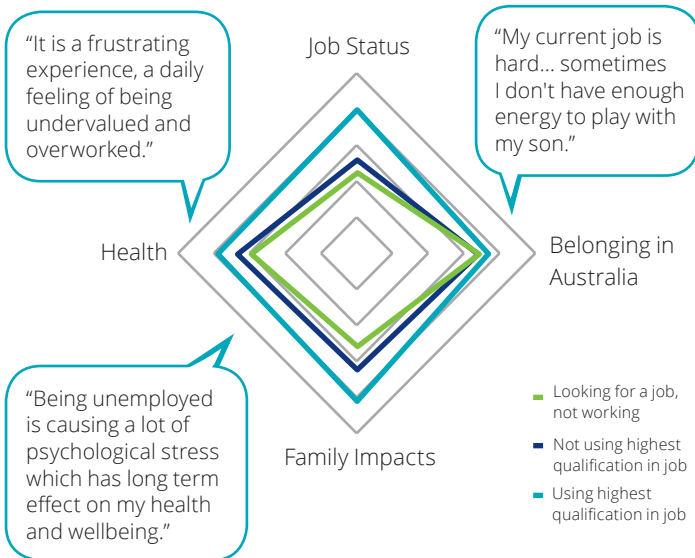 “It is a frustrating
experience, a daily
feeling of being
undervalued and
overworked.”
Job Status
“My current job is
hard... sometimes
I don't have enough
energy to play with
my son.”
Health
Belonging in
Australia
“Being unemployed
is causing a lot of
psychological stress
which has long term
effect on my health
and wellbeing.”
Family Impacts
Looking for a job,
not working
Not using highest
qualification in job
Using highest
qualification in job